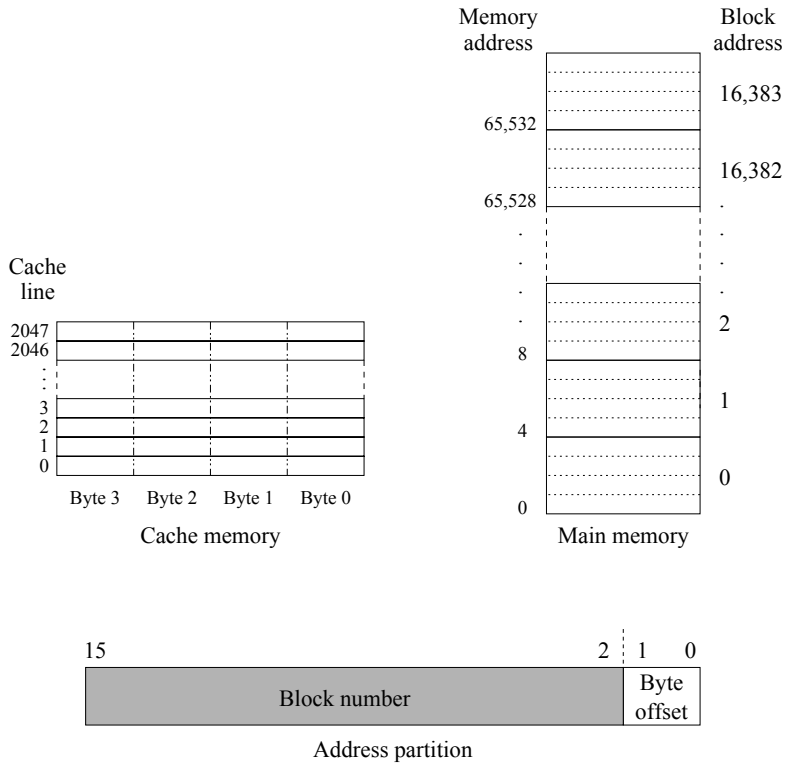 Memory address
Block address
16,383
65,532
16,382
65,528
Cache line
2047
2046
3
2
1
0
Byte 3 Byte 2 Byte 1 Byte 0
Cache memory
2
8
1
4
0
0
Main memory
15 2 1 0
Block number
Byte offset
Address partition